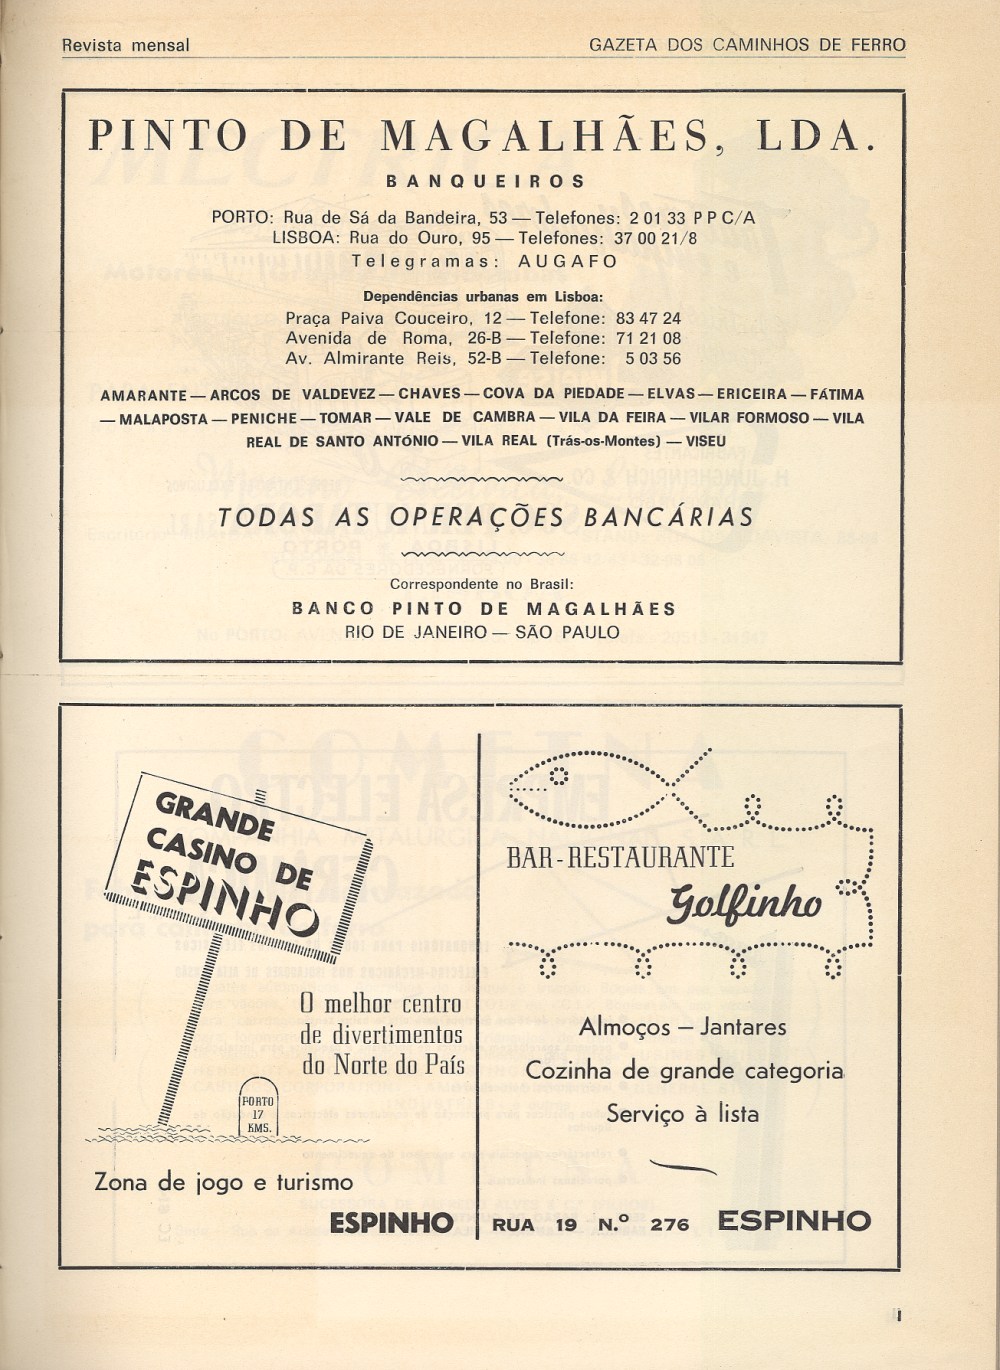 Revista mensal GAZETA DOS CAMINHOS DE FERRO
PINTO DE MAGALHÃES, LDA.
BANQUEIROS
PORTO: Rua de Sá da Bandeira, 53 — Telefones: 2 01 33 P P C/A
LISBOA: Rua do Ouro, 95 — Telefones: 37 00 21/8
Telegramas: AUGAFO
Dependências urbanas em Lisboa:
Praça Paiva Couceiro, 12 — Telefone: 83 47 24
Avenida de Roma, 26-B — Telefone: 71 21 08
Av. Almirante Reis, 52-B — Telefone: 5 03 56
AMARANTE — ARCOS DE VALDEVEZ — CHAVES — COVA DA PIEDADE — ELVAS — ERICEIRA — FÁTIMA
— MALAPOSTA — PENICHE — TOMAR — VALE DE CAMBRA — VILA DA FEIRA — VILAR FORMOSO — VILA
REAL DE SANTO ANTÓNIO — VILA REAL (Trás-os-Montes) — VISEU
TODAS AS OPERAÇÕES BANCÁRIAS
Correspondente no Brasil:
BANCO PINTO DE MAGALHÃES
RIO DE JANEIRO — SÃO PAULO
GRANDE
CASINO DE
ESPINHO
O melhor centro
de divertimentos
do Norte do País
PORTO
17
KMS.
Zona de jogo e turismo
ESPINHO
BAR-RESTAURANTE
Golfinho
Almoços — Jantares
Cozinha de grande categoria
Serviço à lista
RUA 19 N.º 276 ESPINHO
I